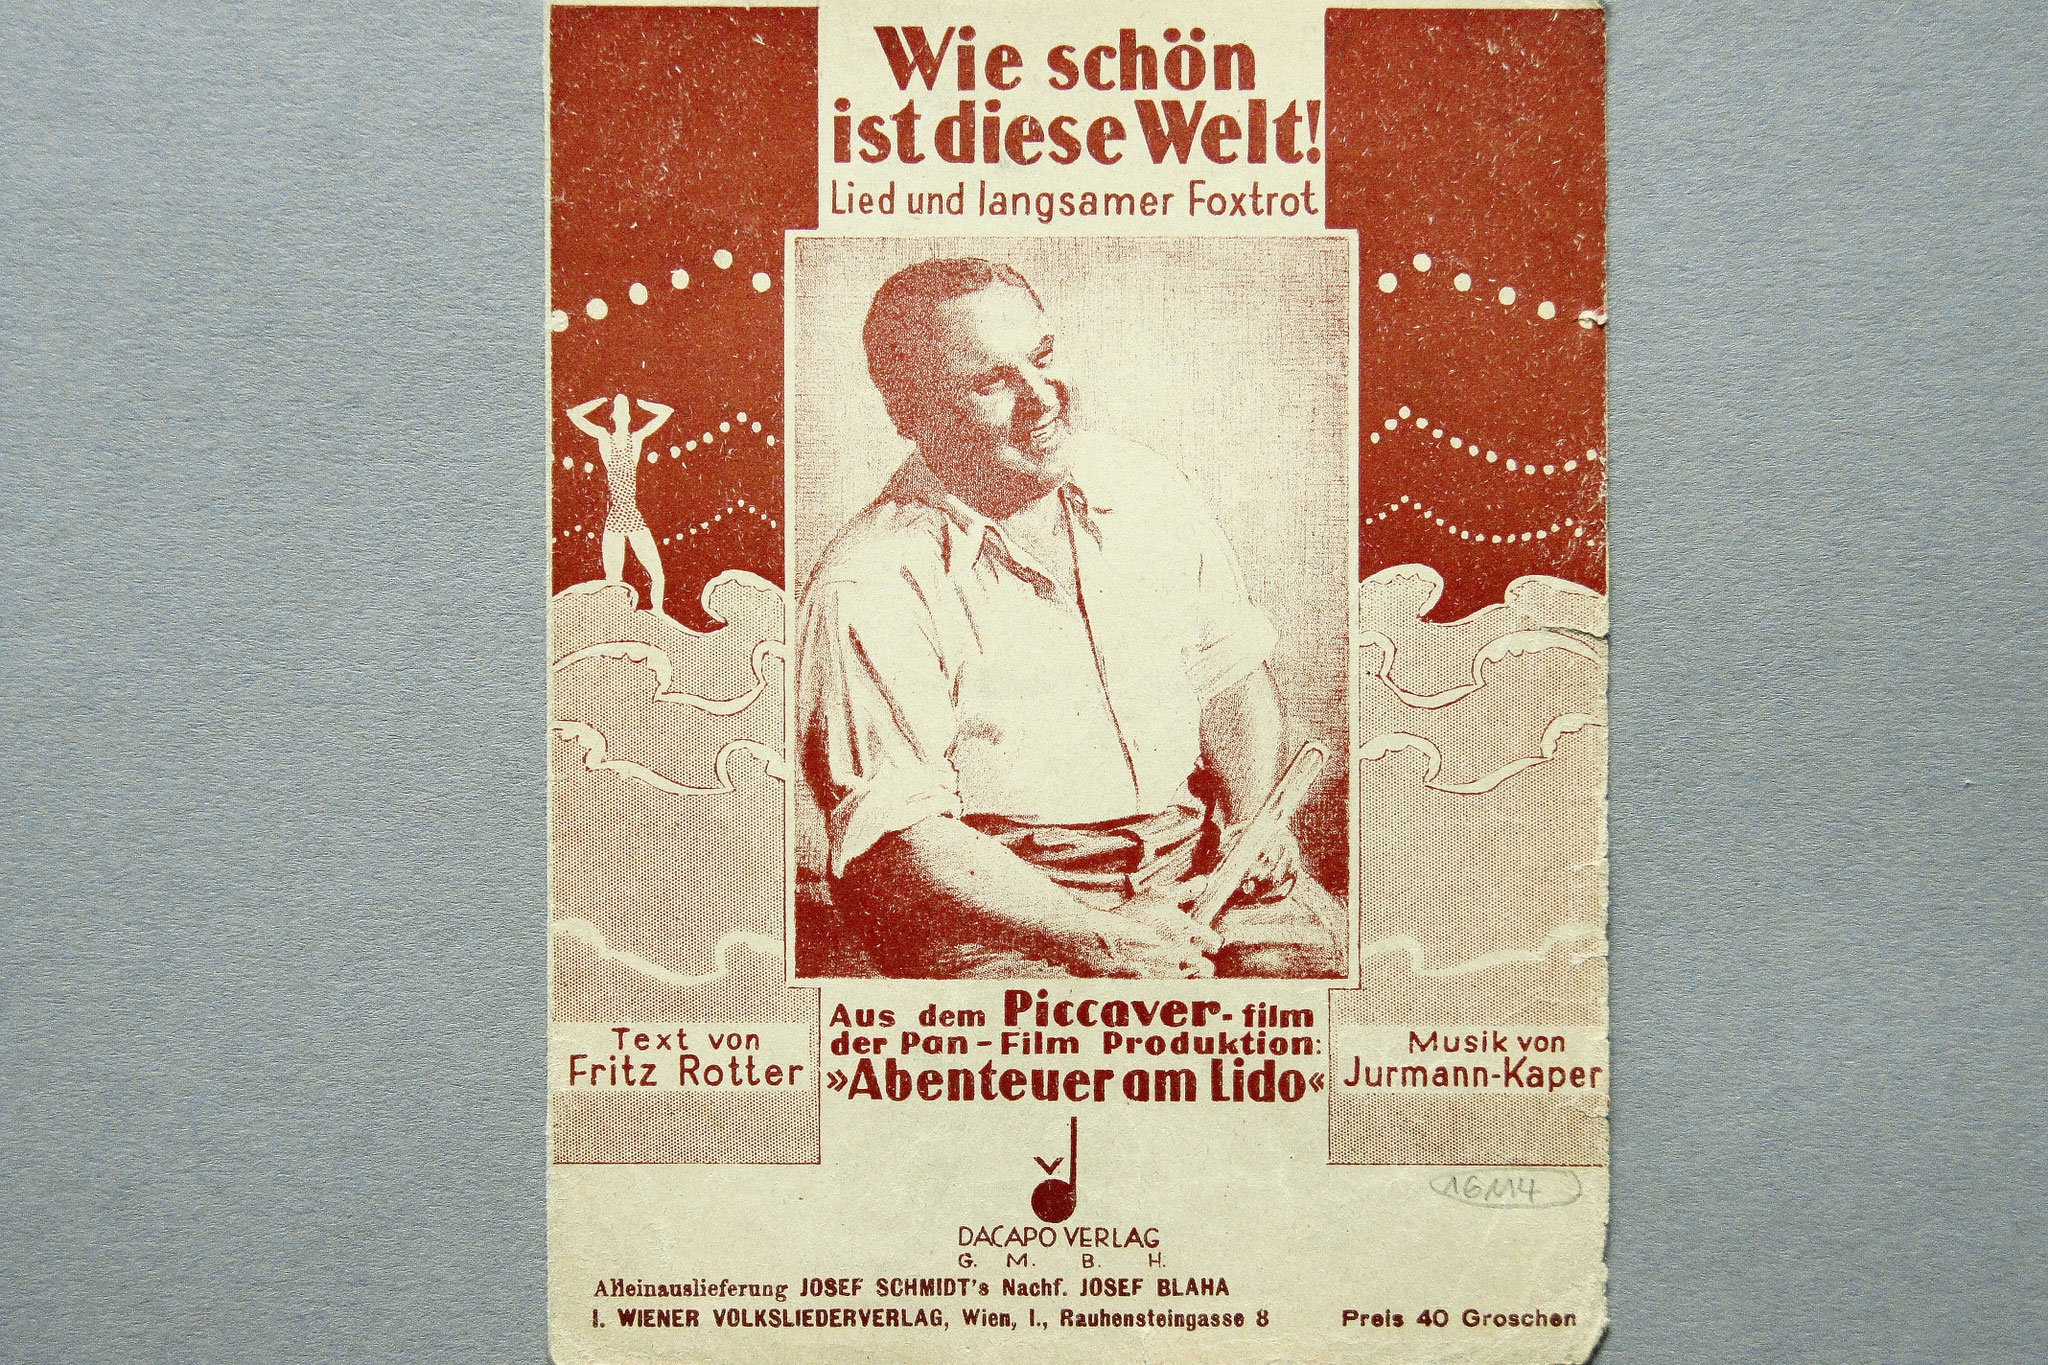 Wie schön
ist diese Welt!
Lied und langsamer Foxtrot
Text von
Fritz Rotter
Aus dem Piccaver-film
der Pan-Film Produktion:
»Abenteuer am Lido«
Musik von
Jurmann-Kaper
DACAPO VERLAG
G. M. B. H.
Alleinauslieferung JOSEF SCHMIDT's Nachf. JOSEF BLAHA
I. WIENER VOLKSLIEDERVERLAG, Wien, I., Rauhensteingasse 8
Preis 40 Groschen